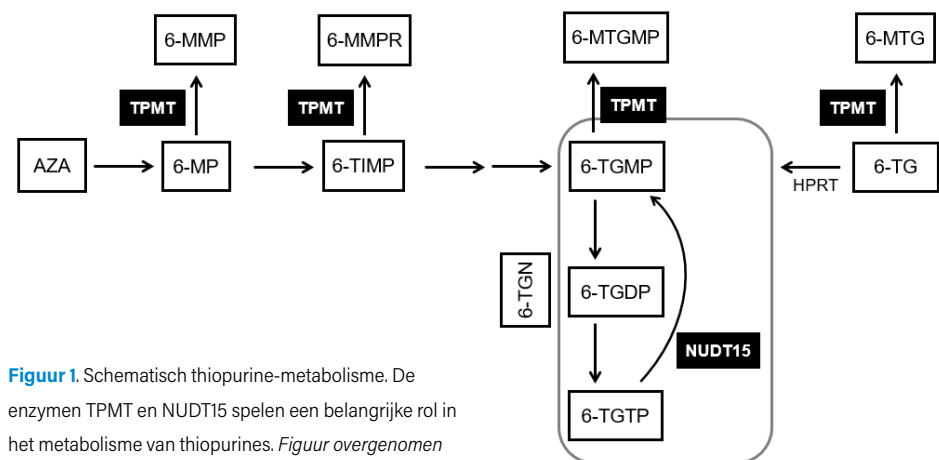 6-MMP
6-MMPR
6-MTGMP
6-MTG
TPMT
TPMT
TPMT
TPMT
AZA
6-MP
6-TIMP
6-TGMP
6-TG
HPRT
6-TGN
6-TGDP
NUDT15
6-TGTP
Figuur 1. Schematisch thiopurine-metabolisme. De
enzymen TPMT en NUDT15 spelen een belangrijke rol in
het metabolisme van thiopurines. Figuur overgenomen